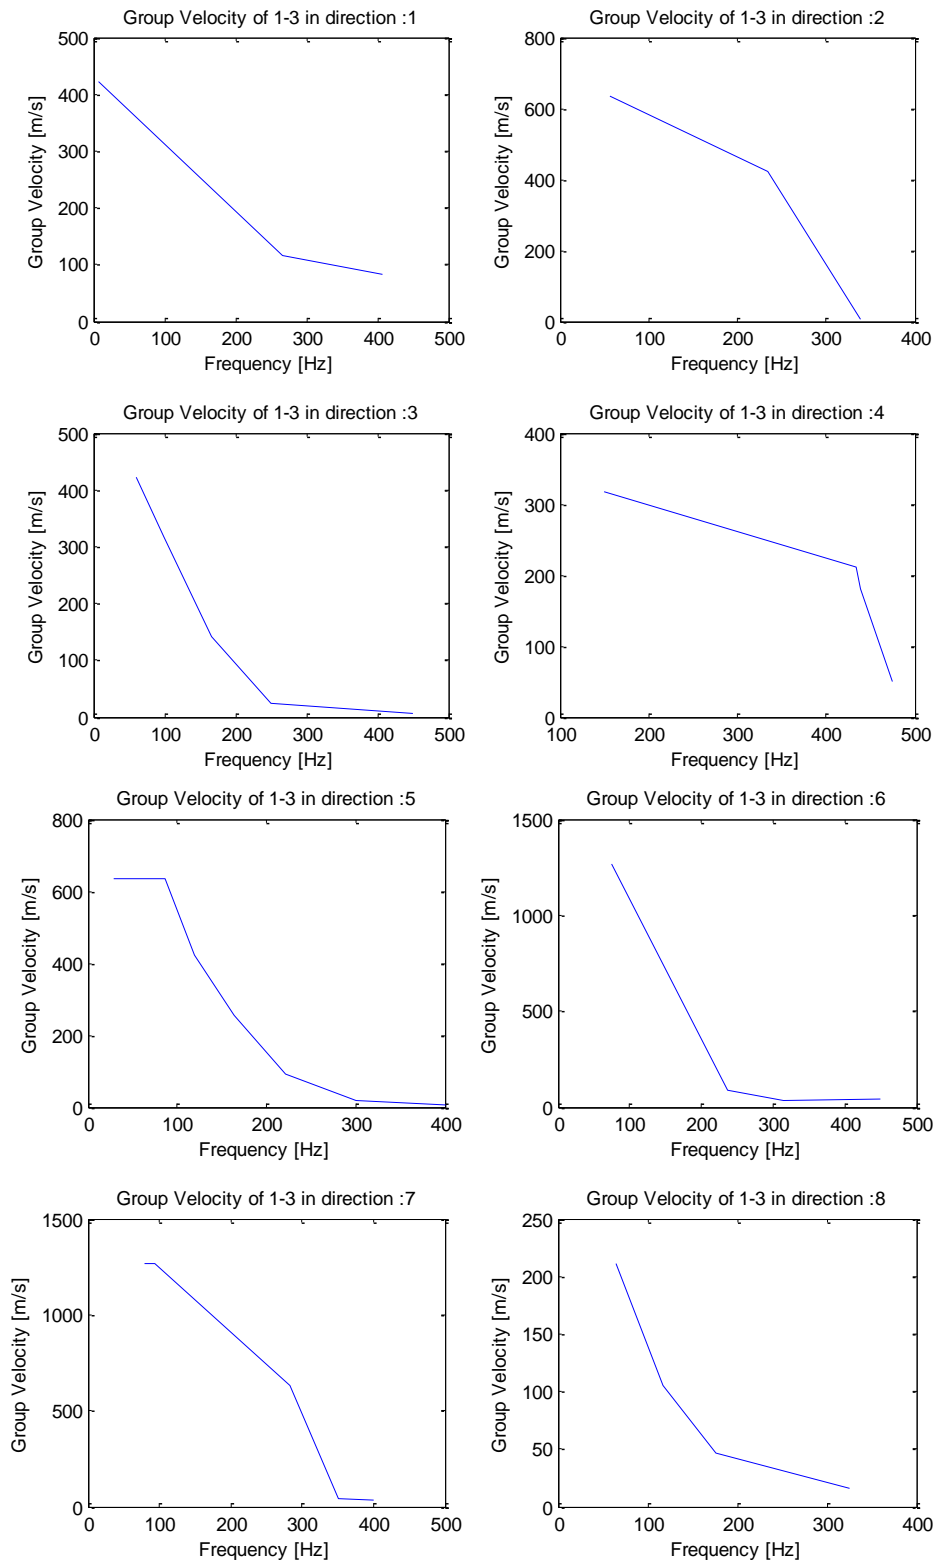 Group Velocity of 1-3 in direction :1
500
400
300
200
100
0
Group Velocity [m/s]
0 100 200 300 400 500
Frequency [Hz]
Group Velocity of 1-3 in direction :2
800
600
400
200
0
Group Velocity [m/s]
0 100 200 300 400
Frequency [Hz]
Group Velocity of 1-3 in direction :3
500
400
300
200
100
0
Group Velocity [m/s]
0 100 200 300 400 500
Frequency [Hz]
Group Velocity of 1-3 in direction :4
400
300
200
100
0
Group Velocity [m/s]
100 200 300 400 500
Frequency [Hz]
Group Velocity of 1-3 in direction :5
800
600
400
200
0
Group Velocity [m/s]
0 100 200 300 400
Frequency [Hz]
Group Velocity of 1-3 in direction :6
1500
1000
500
0
Group Velocity [m/s]
0 100 200 300 400 500
Frequency [Hz]
Group Velocity of 1-3 in direction :7
1500
1000
500
0
Group Velocity [m/s]
0 100 200 300 400 500
Frequency [Hz]
Group Velocity of 1-3 in direction :8
250
200
150
100
50
0
Group Velocity [m/s]
0 100 200 300 400
Frequency [Hz]